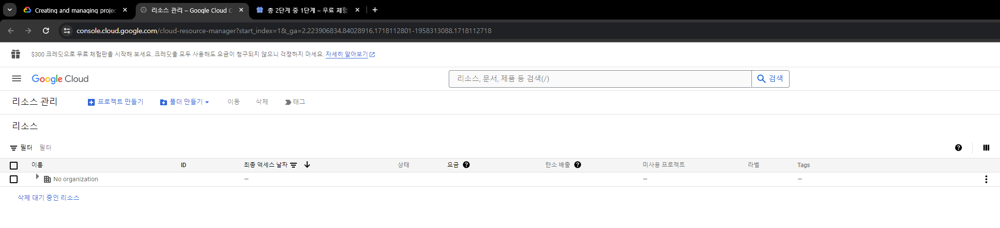 Creating and managing projec
리소스 관리 – Google Cloud C
총 2단계 중 1단계 – 무료 체험
console.cloud.google.com/cloud-resource-manager?start_index=1&_ga=2.223906834.84028916.1718112801-1958313088.1718112718
$300 크레딧으로 무료 체험판을 시작해 보세요. 크레딧을 모두 사용해도 요금이 청구되지 않으니 걱정하지 마세요. 자세히 알아보기
Google Cloud
리소스, 문서, 제품 등 검색(/)
검색
리소스 관리
프로젝트 만들기
폴더 만들기
이동
삭제
태그
리소스
필터 필터
이름 ID 최종 액세스 날짜 상태 요금 탄소 배출 미사용 프로젝트 라벨 Tags
No organization — — —
삭제 대기 중인 리소스